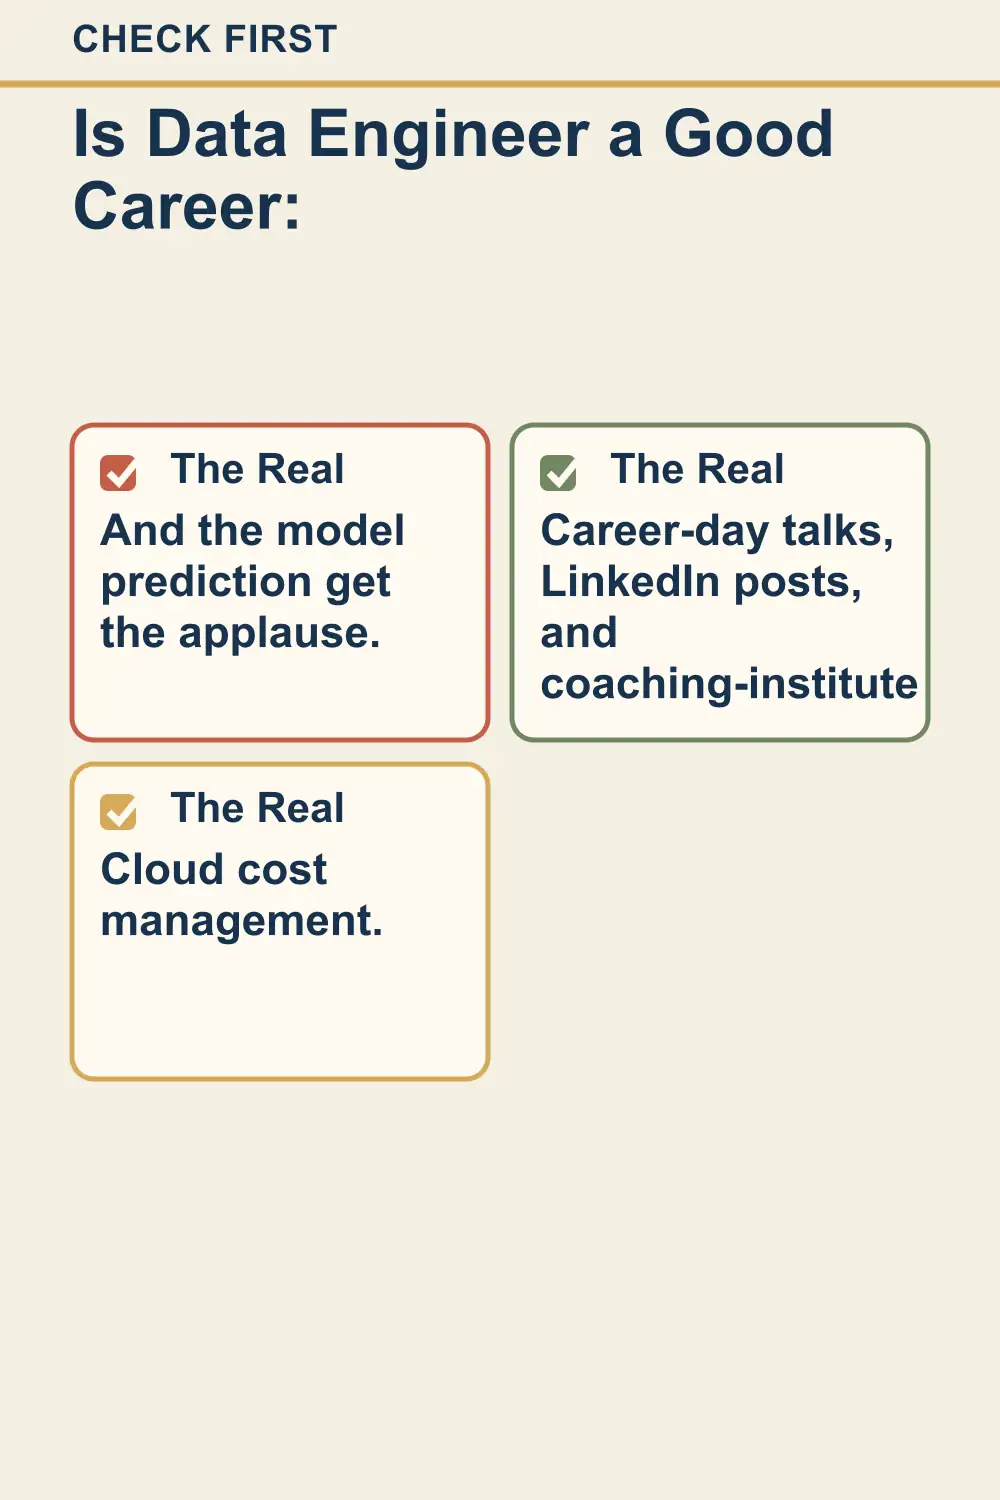 CHECK FIRST
Is Data Engineer a Good
Career:
The Real
And the model
prediction get
the applause.
The Real
Career-day talks,
LinkedIn posts,
and
coaching-institute
The Real
Cloud cost
management.